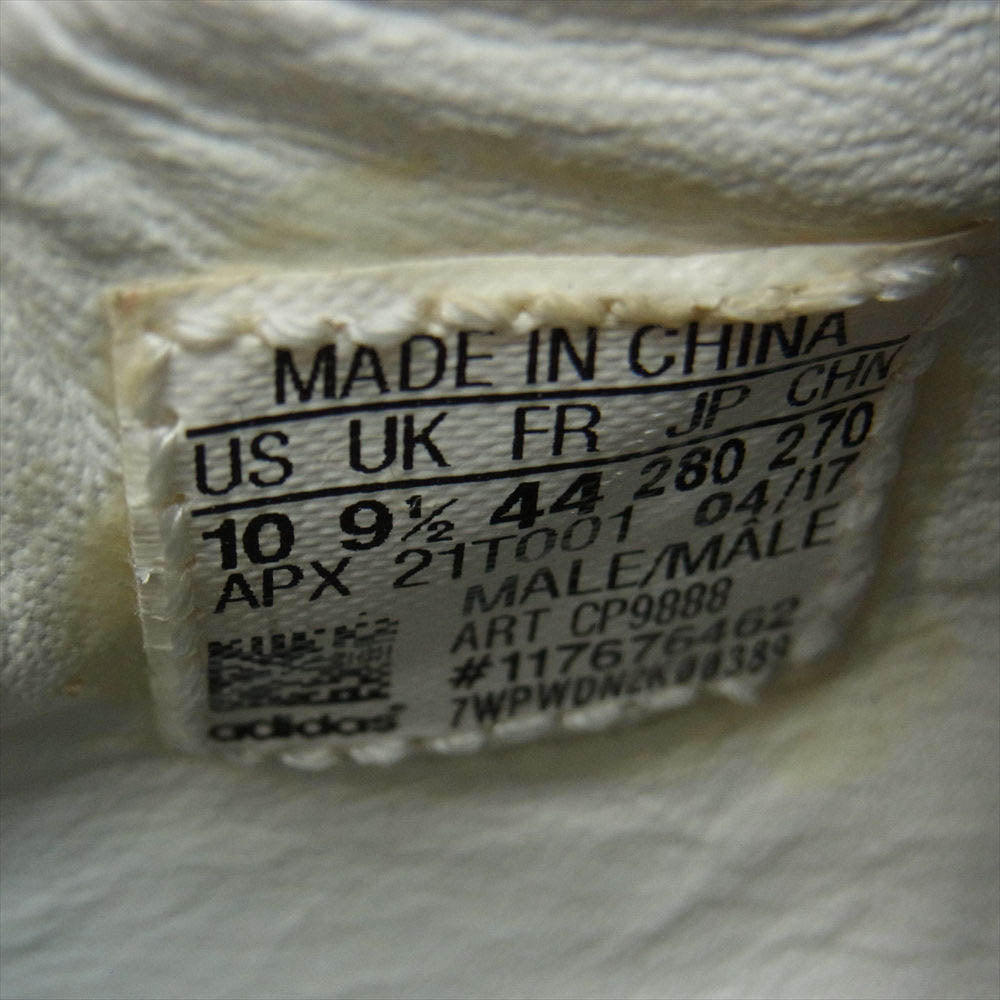 MADE IN CHINA
US UK FR JP CHN
10 9½ 44 280 270
APX 21T001 04/17
MALE/MÂLE
ART CP9888
#117676462
7WPWDN2K00389
adidas